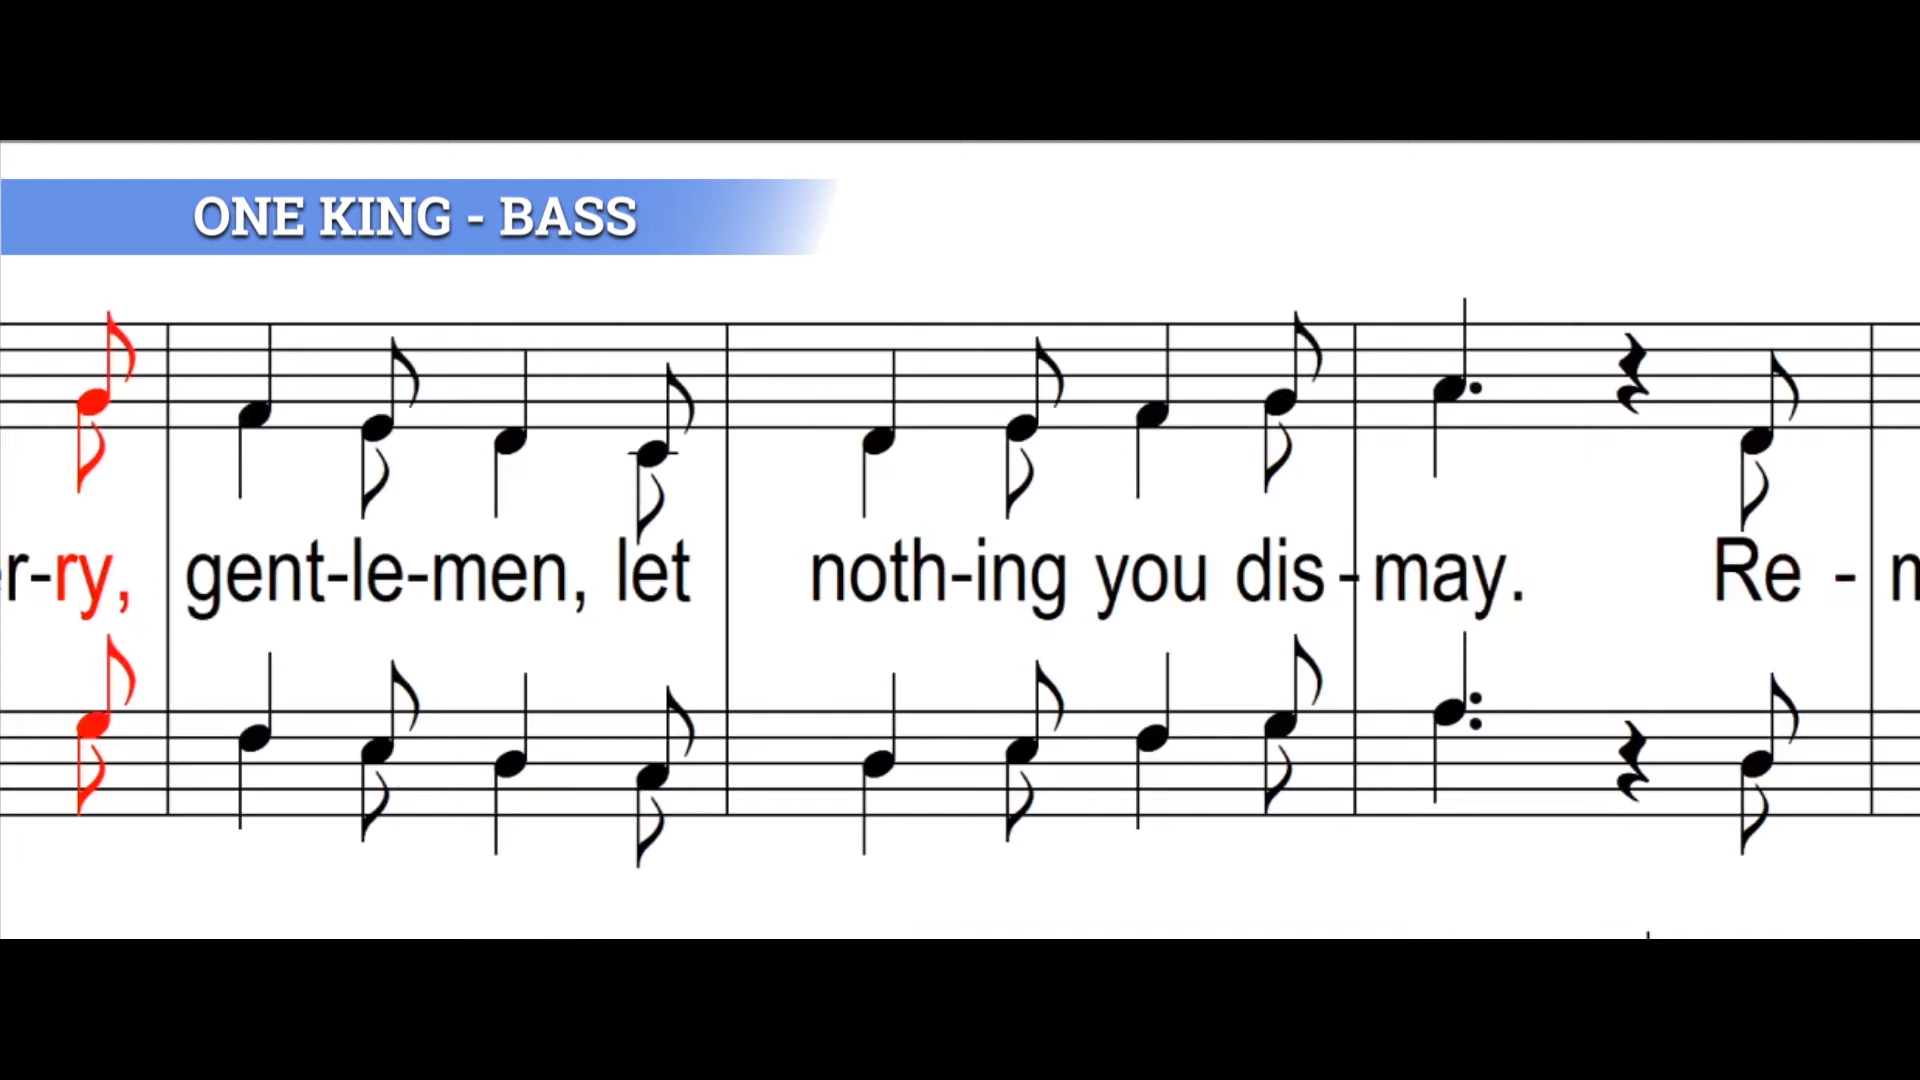 ONE KING - BASS
r-ry, gent-le-men, let noth-ing you dis-may. Re -